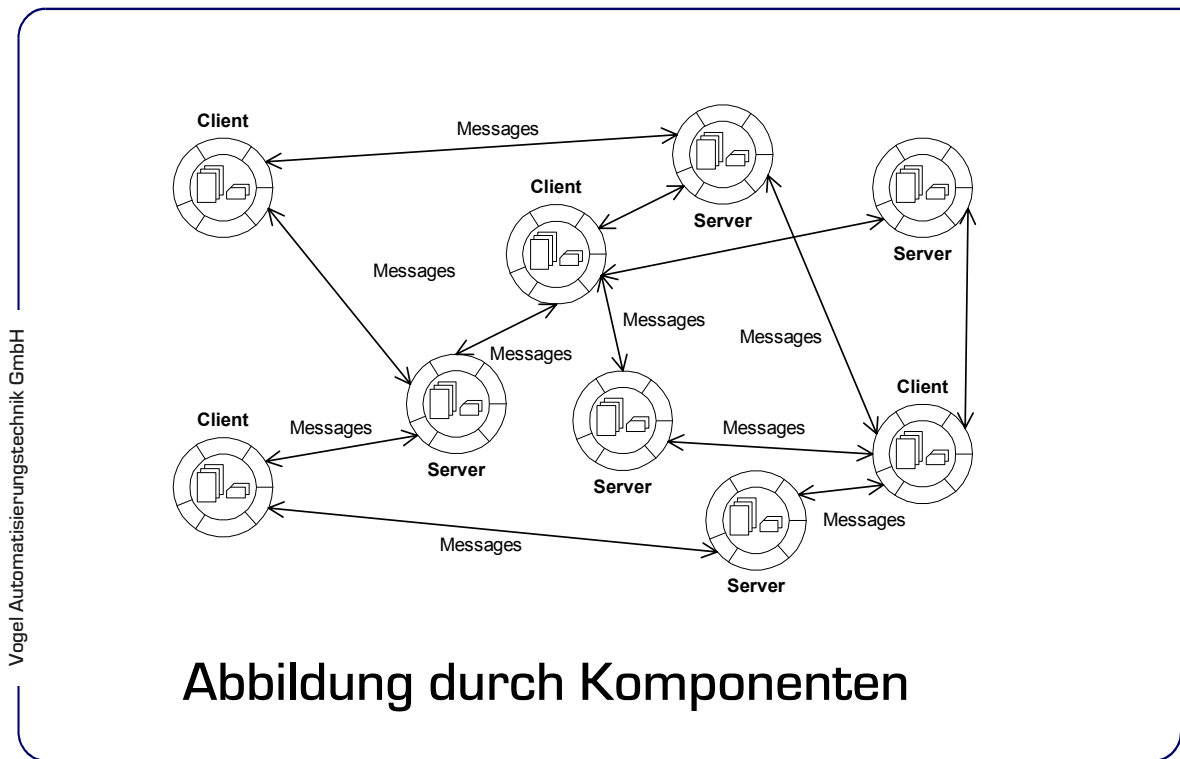 Vogel Automatisierungstechnik GmbH
Client
Messages
Server
Client
Server
Messages
Messages
Messages
Messages
Client
Client
Messages
Server
Messages
Server
Messages
Messages
Server
Abbildung durch Komponenten